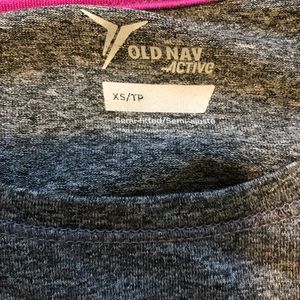 OLD NAV
ACTIVE
XS/TP
Semi-fitted/Semi-ajusté